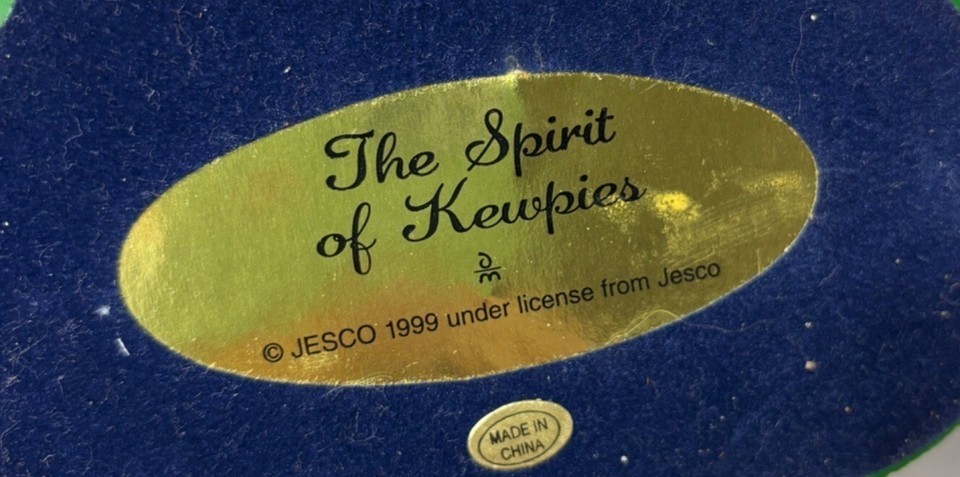 The Spirit
of Kewpies
© JESCO 1999 under license from Jesco
MADE IN
CHINA